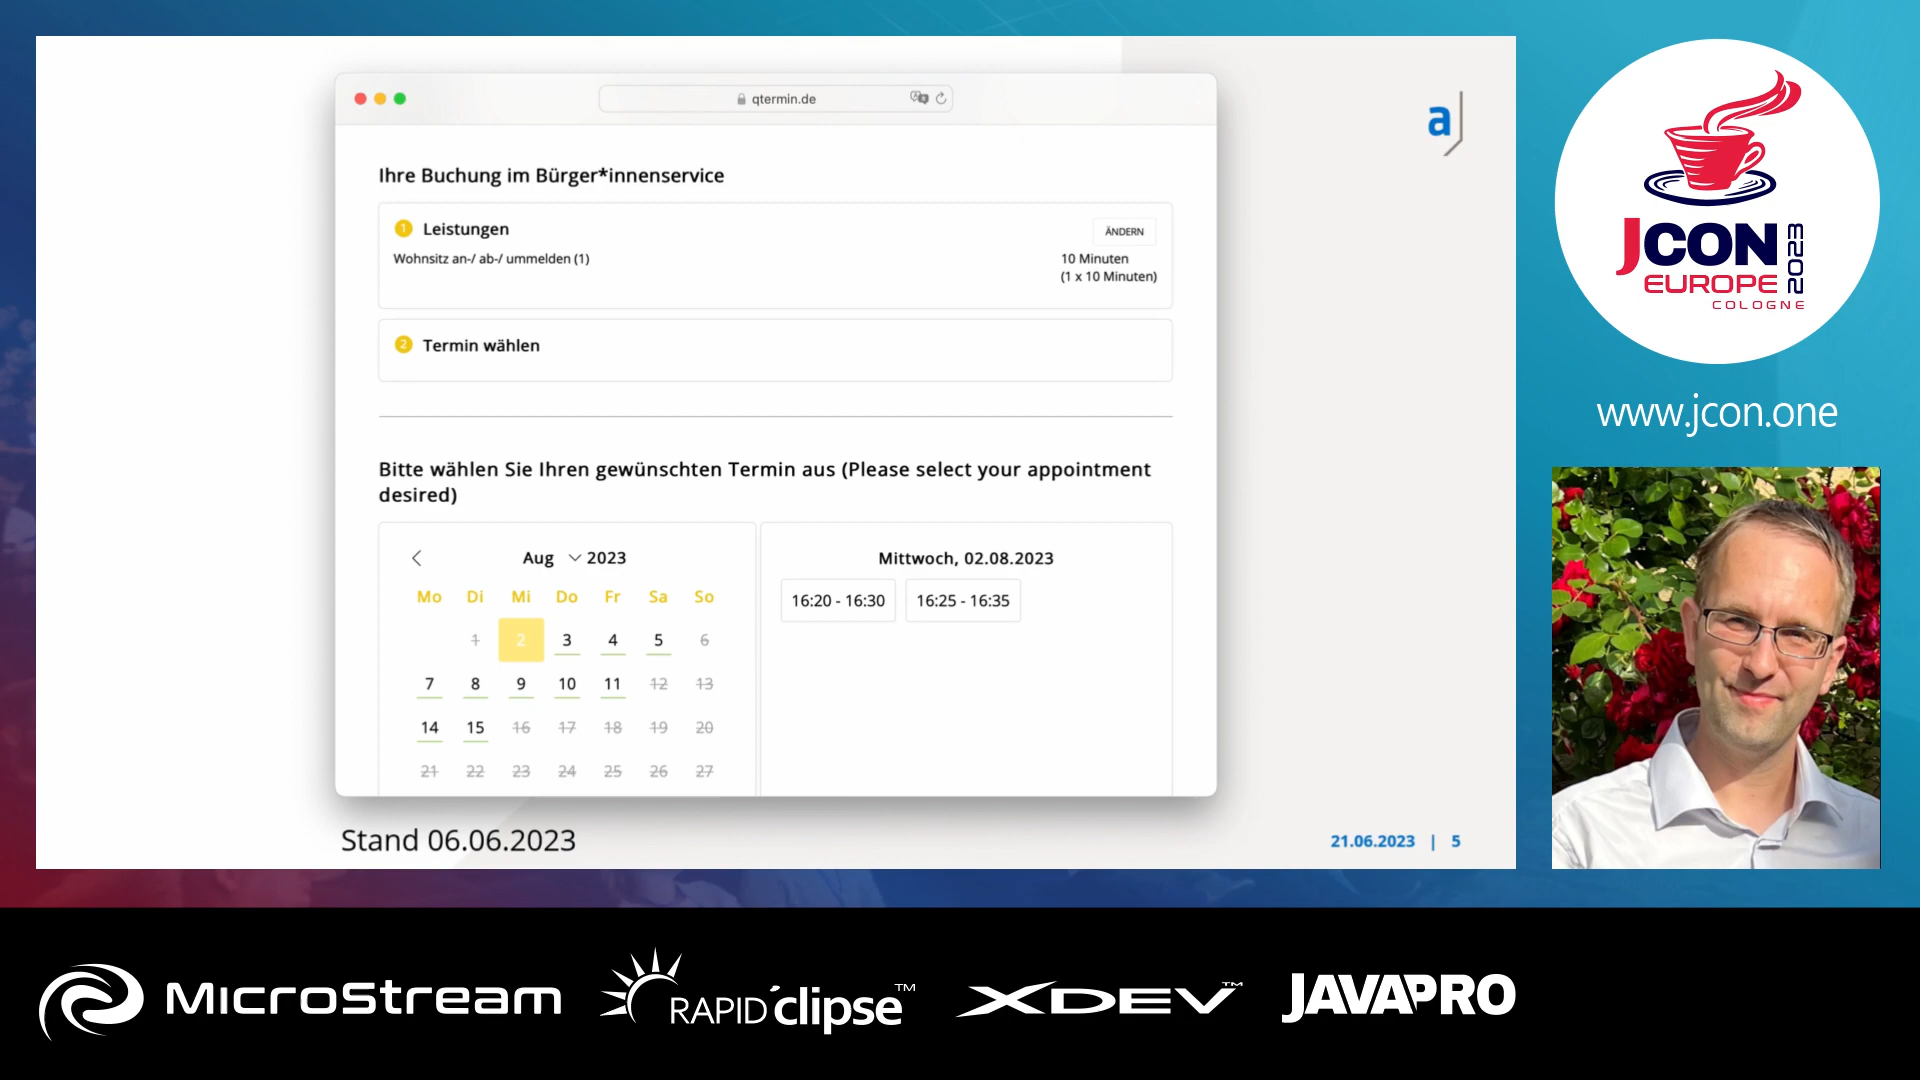 qtermin.de
Ihre Buchung im Bürger*innenservice
1 Leistungen
ÄNDERN
Wohnsitz an-/ ab-/ ummelden (1)
10 Minuten
(1 x 10 Minuten)
2 Termin wählen
Bitte wählen Sie Ihren gewünschten Termin aus (Please select your appointment
desired)
Aug 2023
Mo Di Mi Do Fr Sa So
1 2 3 4 5 6
7 8 9 10 11 12 13
14 15 16 17 18 19 20
21 22 23 24 25 26 27
Mittwoch, 02.08.2023
16:20 - 16:30 16:25 - 16:35
Stand 06.06.2023
21.06.2023 | 5
a
JCON
EUROPE
2023
COLOGNE
www.jcon.one
MICROSTREAM
RAPIDclipse™
XDEV™
JAVAPRO